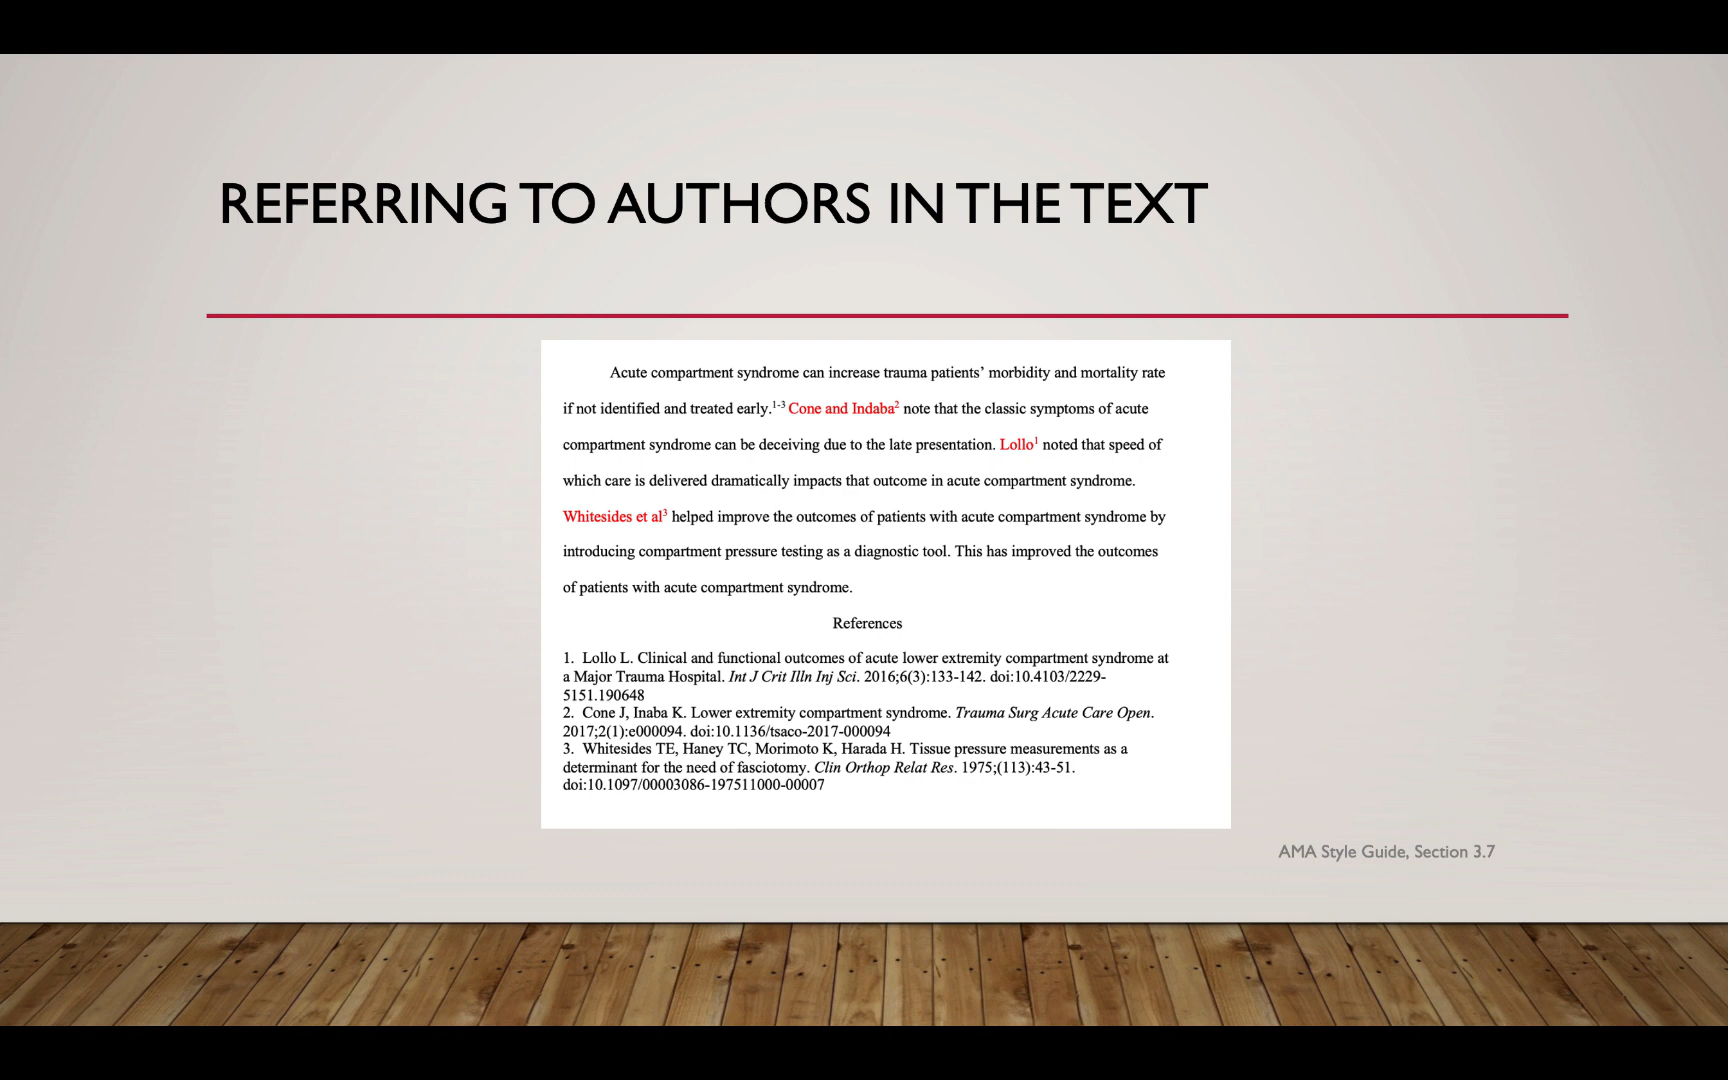 REFERRING TO AUTHORS IN THE TEXT
Acute compartment syndrome can increase trauma patients’ morbidity and mortality rate
if not identified and treated early.1-3 Cone and Indaba2 note that the classic symptoms of acute
compartment syndrome can be deceiving due to the late presentation. Lollo1 noted that speed of
which care is delivered dramatically impacts that outcome in acute compartment syndrome.
Whitesides et al3 helped improve the outcomes of patients with acute compartment syndrome by
introducing compartment pressure testing as a diagnostic tool. This has improved the outcomes
of patients with acute compartment syndrome.
References
1. Lollo L. Clinical and functional outcomes of acute lower extremity compartment syndrome at
a Major Trauma Hospital. Int J Crit Illn Inj Sci. 2016;6(3):133-142. doi:10.4103/2229-
5151.190648
2. Cone J, Inaba K. Lower extremity compartment syndrome. Trauma Surg Acute Care Open.
2017;2(1):e000094. doi:10.1136/tsaco-2017-000094
3. Whitesides TE, Haney TC, Morimoto K, Harada H. Tissue pressure measurements as a
determinant for the need of fasciotomy. Clin Orthop Relat Res. 1975;(113):43-51.
doi:10.1097/00003086-197511000-00007
AMA Style Guide, Section 3.7